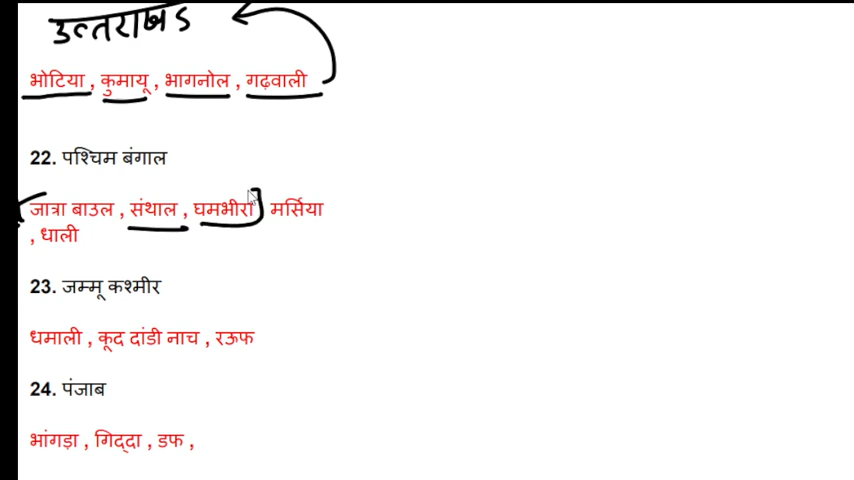 उत्तराखंड
भोटिया , कुमायू , भागनोल , गढ़वाली
22. पश्चिम बंगाल
जात्रा बाउल , संथाल , घमभीरा मर्सिया
, धाली
23. जम्मू कश्मीर
धमाली , कूद दांडी नाच , रऊफ
24. पंजाब
भांगड़ा , गिद्दा , डफ ,